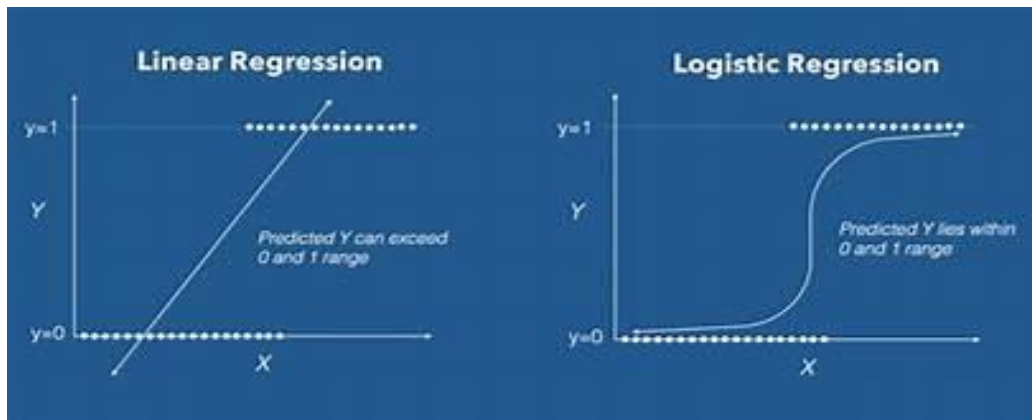 Linear Regression
y=1
Y
Predicted Y can exceed
0 and 1 range
y=0
X
Logistic Regression
y=1
Y
Predicted Y lies within
0 and 1 range
y=0
X